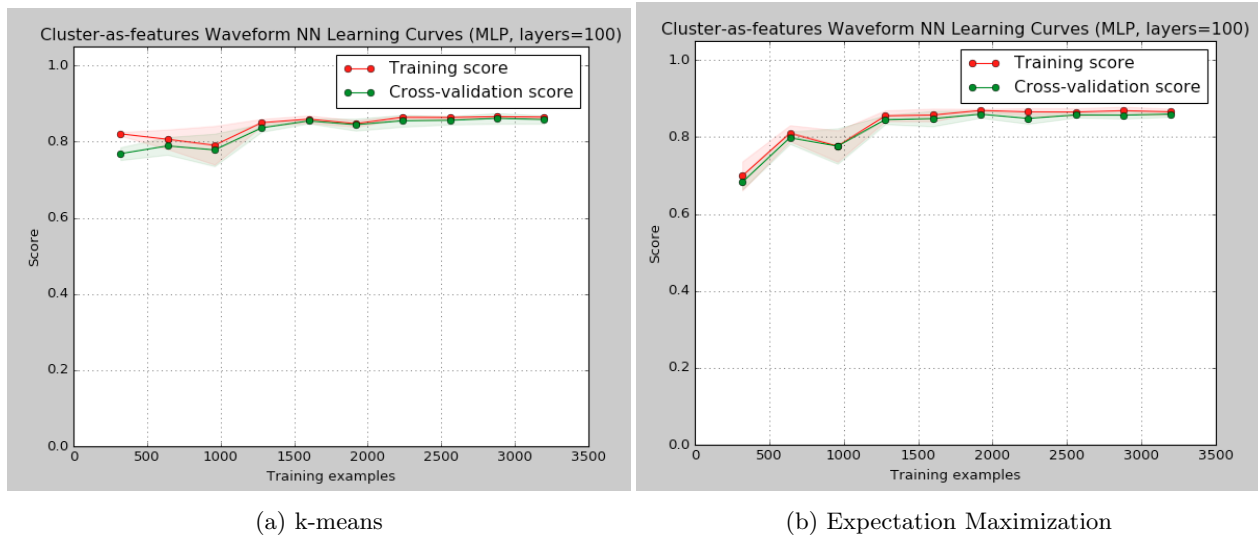 Cluster-as-features Waveform NN Learning Curves (MLP, layers=100)
Training score
Cross-validation score
1.0
0.8
0.6
0.4
0.2
0.0
Score
0
500
1000
1500
2000
2500
3000
3500
Training examples
(a) k-means
Cluster-as-features Waveform NN Learning Curves (MLP, layers=100)
Training score
Cross-validation score
1.0
0.8
0.6
0.4
0.2
0.0
Score
0
500
1000
1500
2000
2500
3000
3500
Training examples
(b) Expectation Maximization